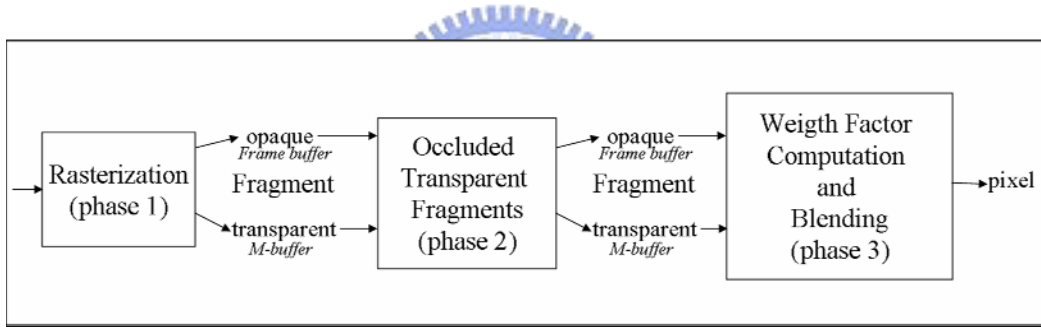 Rasterization
(phase 1)
opaque
Frame buffer
Fragment
transparent
M-buffer
Occluded
Transparent
Fragments
(phase 2)
opaque
Frame buffer
Fragment
transparent
M-buffer
Weigth Factor
Computation
and
Blending
(phase 3)
pixel